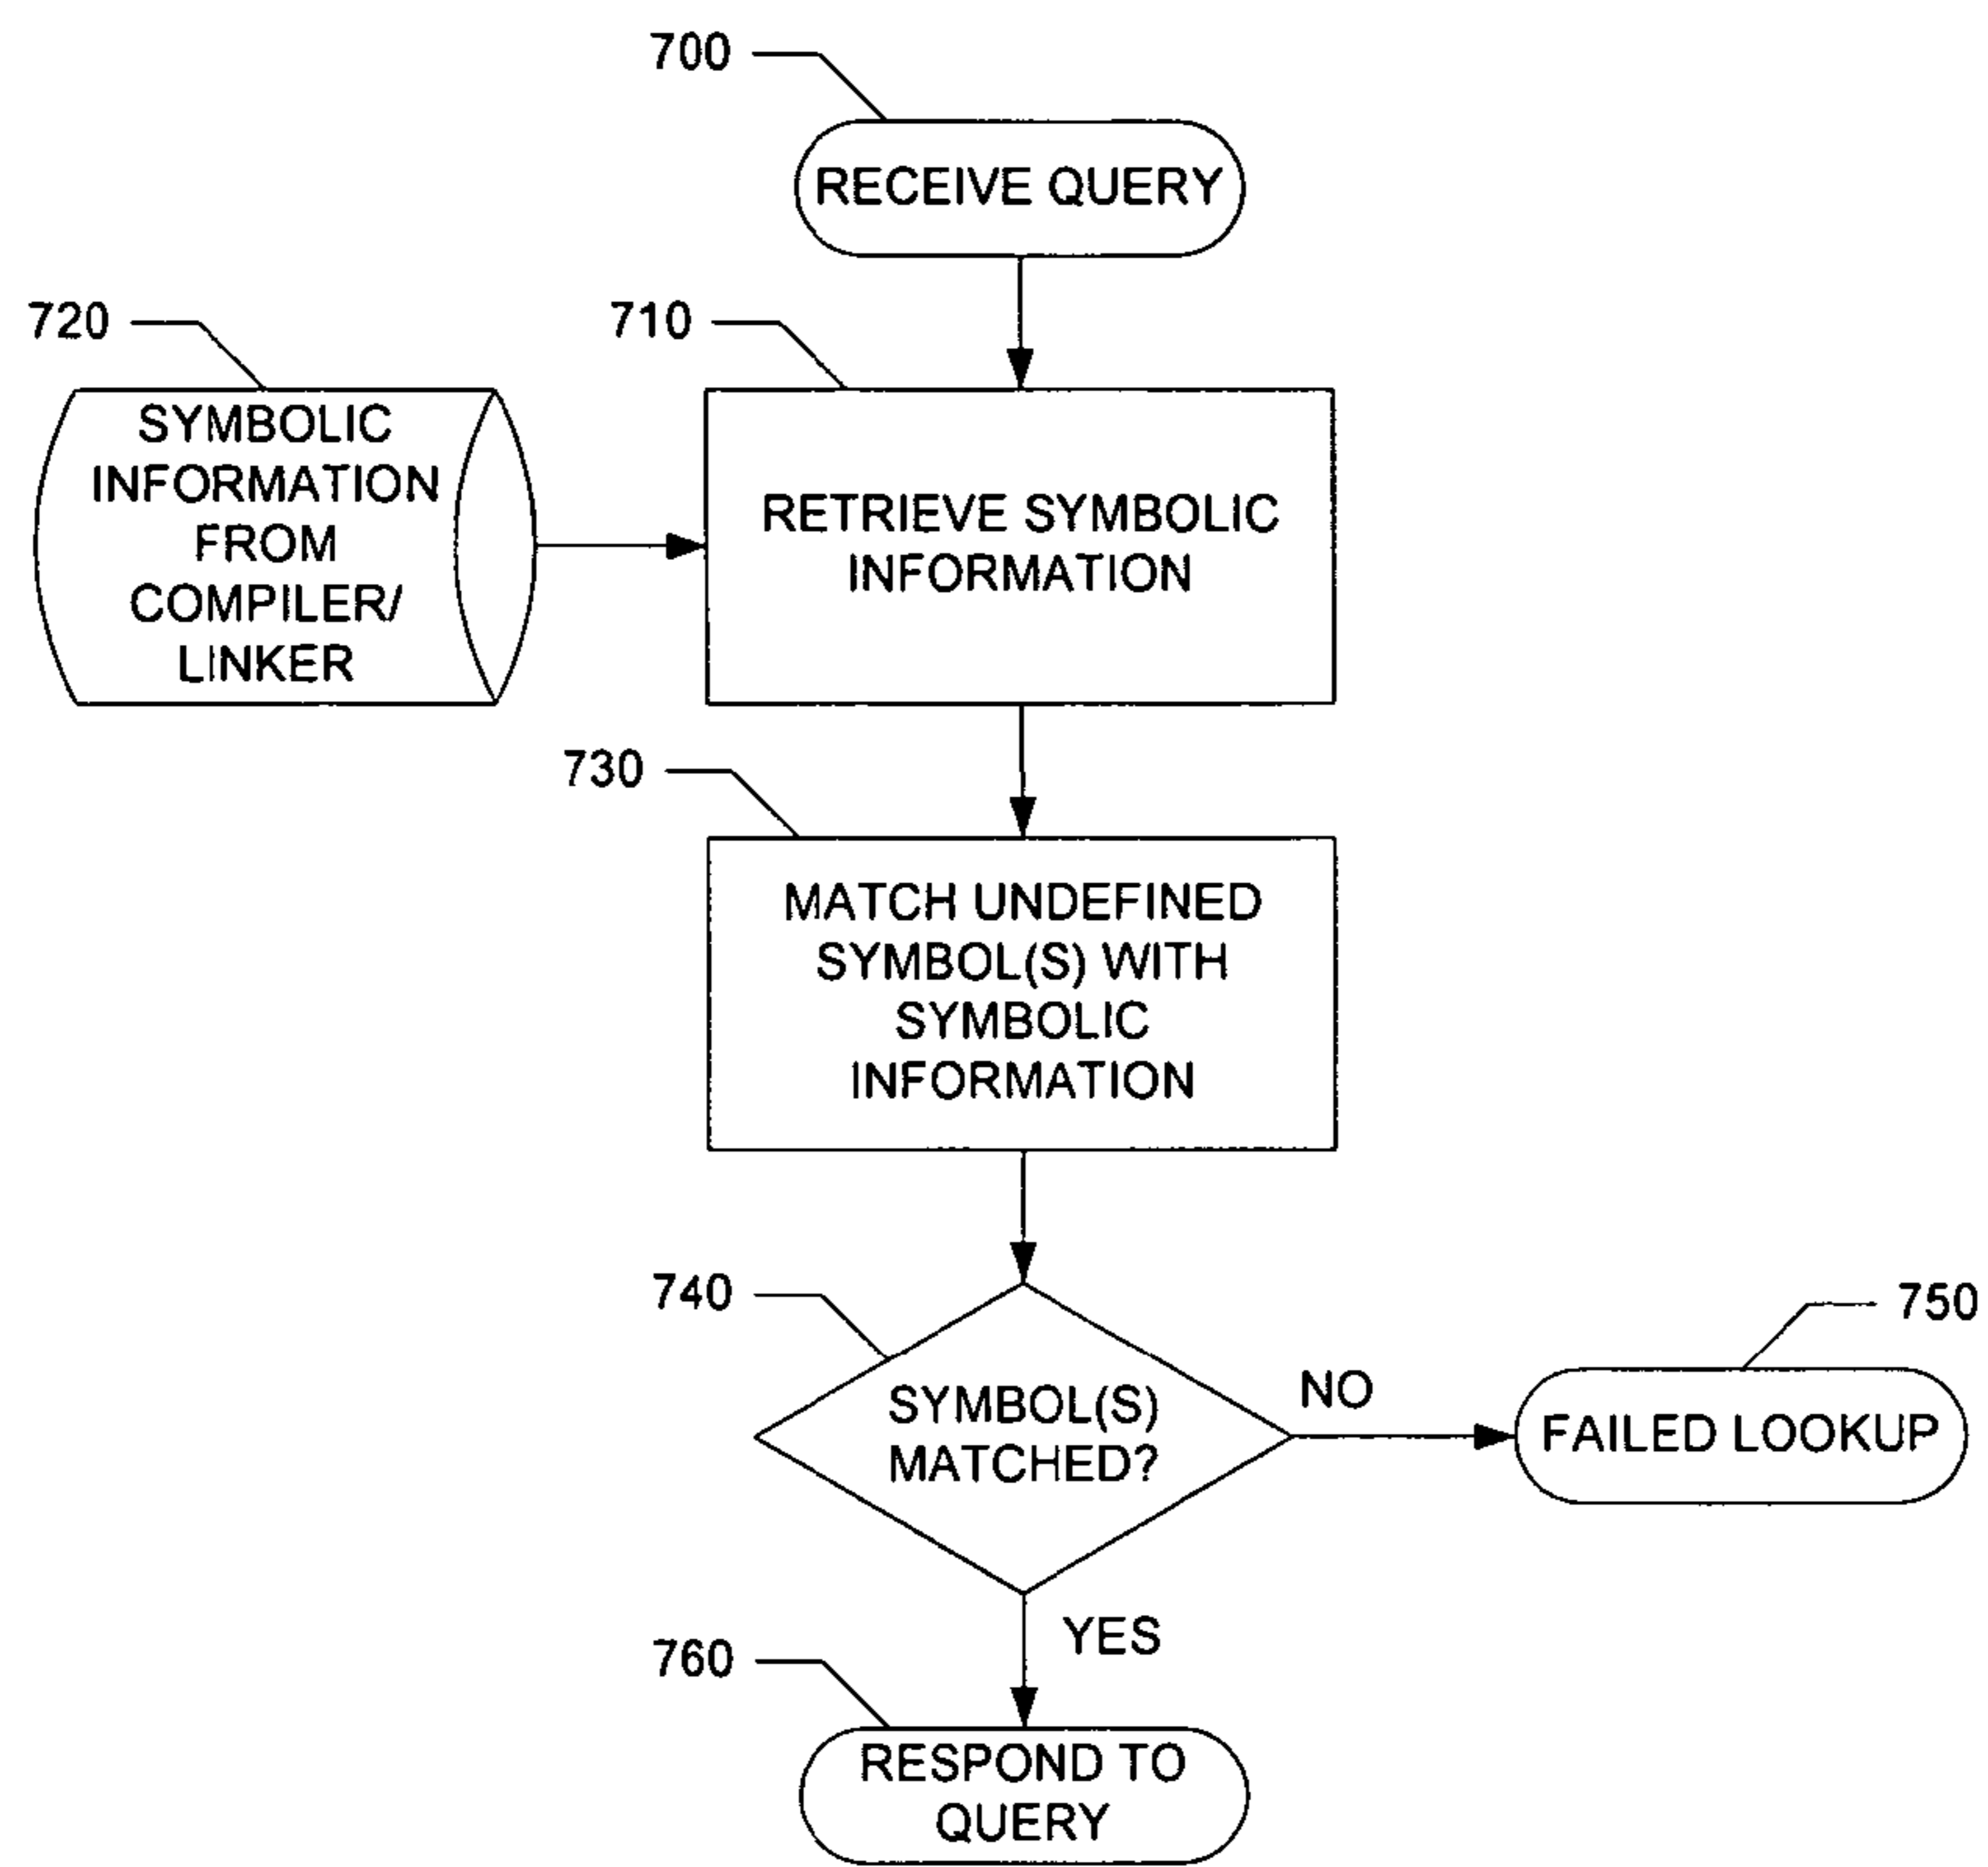 700
RECEIVE QUERY
720
710
SYMBOLIC
INFORMATION
FROM
COMPILER/
LINKER
RETRIEVE SYMBOLIC
INFORMATION
730
MATCH UNDEFINED
SYMBOL(S) WITH
SYMBOLIC
INFORMATION
740
SYMBOL(S)
MATCHED?
NO
750
FAILED LOOKUP
YES
760
RESPOND TO
QUERY